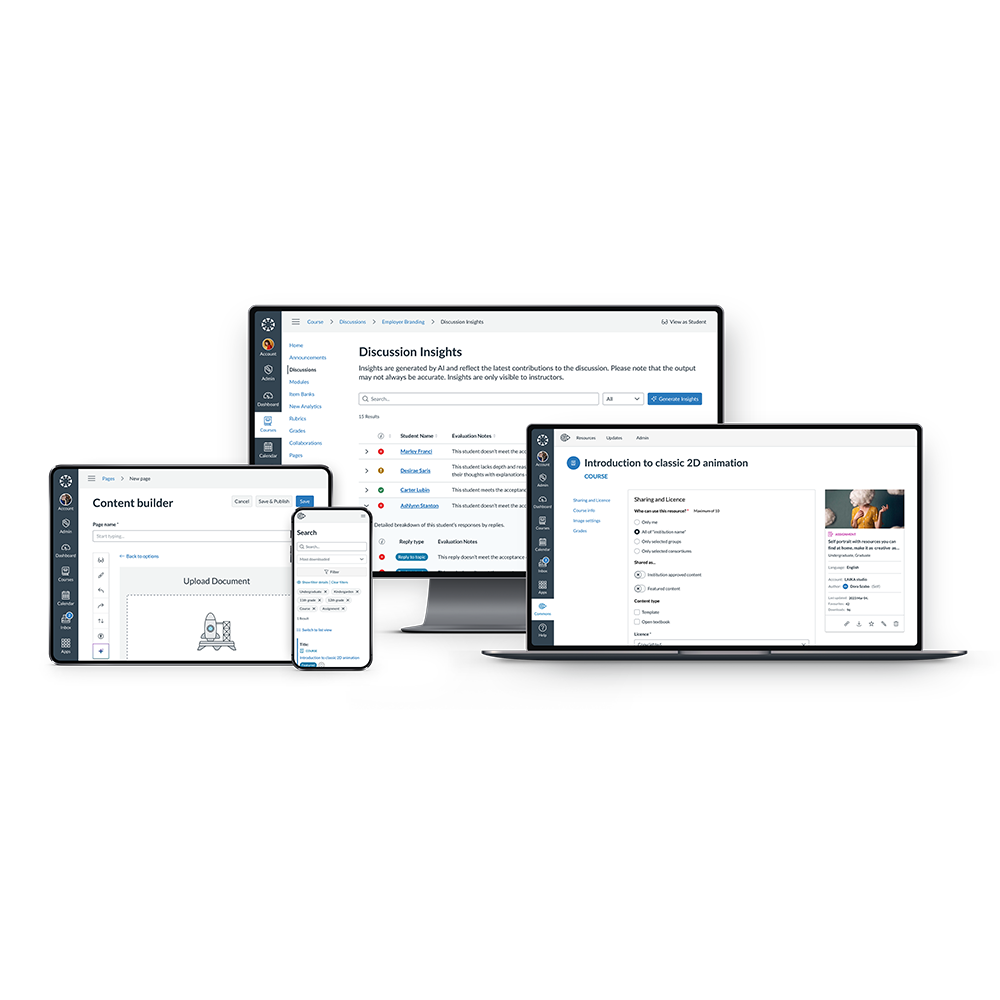 Course > Discussions > Employer Branding > Discussion Insights
View as Student
Account
Admin
Dashboard
Courses
Calendar
Home
Announcements
Discussions
Modules
Item Banks
New Analytics
Rubrics
Grades
Collaborations
Pages
Discussion Insights
Insights are generated by AI and reflect the latest contributions to the discussion. Please note that the output
may not always be accurate. Insights are only visible to instructors.
Search...
All
Generate Insights
15 Results
Student Name
Evaluation Notes
Marley Franci
This student doesn't meet the acce
Desirae Saris
This student lacks depth and reas
their thoughts with explanations o
Carter Lubin
This student meets the acceptance
Ashlynn Stanton
This student doesn't meet the acce
Detailed breakdown of this student's responses by replies.
Reply type
Evaluation Notes
Reply to topic
This reply doesn't meet the acceptance
Account
Admin
Dashboard
Courses
Calendar
Inbox
Apps
Pages > New page
Content builder
Cancel
Save & Publish
Save
Page name *
Start typing...
Back to options
Upload Document
Search
Search...
Most downloaded
Filter
Show filter details | Clear filters
Undergraduate
Kindergarten
11th grade
12th grade
Course
Assignment
1 Result
Switch to list view
Title:
COURSE
Introduction to classic 2D animation
Featured
Account
Admin
Dashboard
Courses
Calendar
Inbox
Apps
Commons
Help
Resources
Updates
Admin
Introduction to classic 2D animation
COURSE
Sharing and Licence
Course info
Image settings
Grades
Sharing and Licence
Who can use this resource? * Maximum of 10
Only me
All of "institution name"
Only selected groups
Only selected consortiums
Shared as...
Institution approved content
Featured content
Content type
Template
Open textbook
Licence *
ASSIGNMENT
Self portrait with resources you can
find at home, make it as creative as...
Undergraduate, Graduate
Language: English
Account: LAIKA studio
Author: Dora Szabo (Self)
Last updated: 2023 Mar 04.
Favourites: 42
Downloads: 96